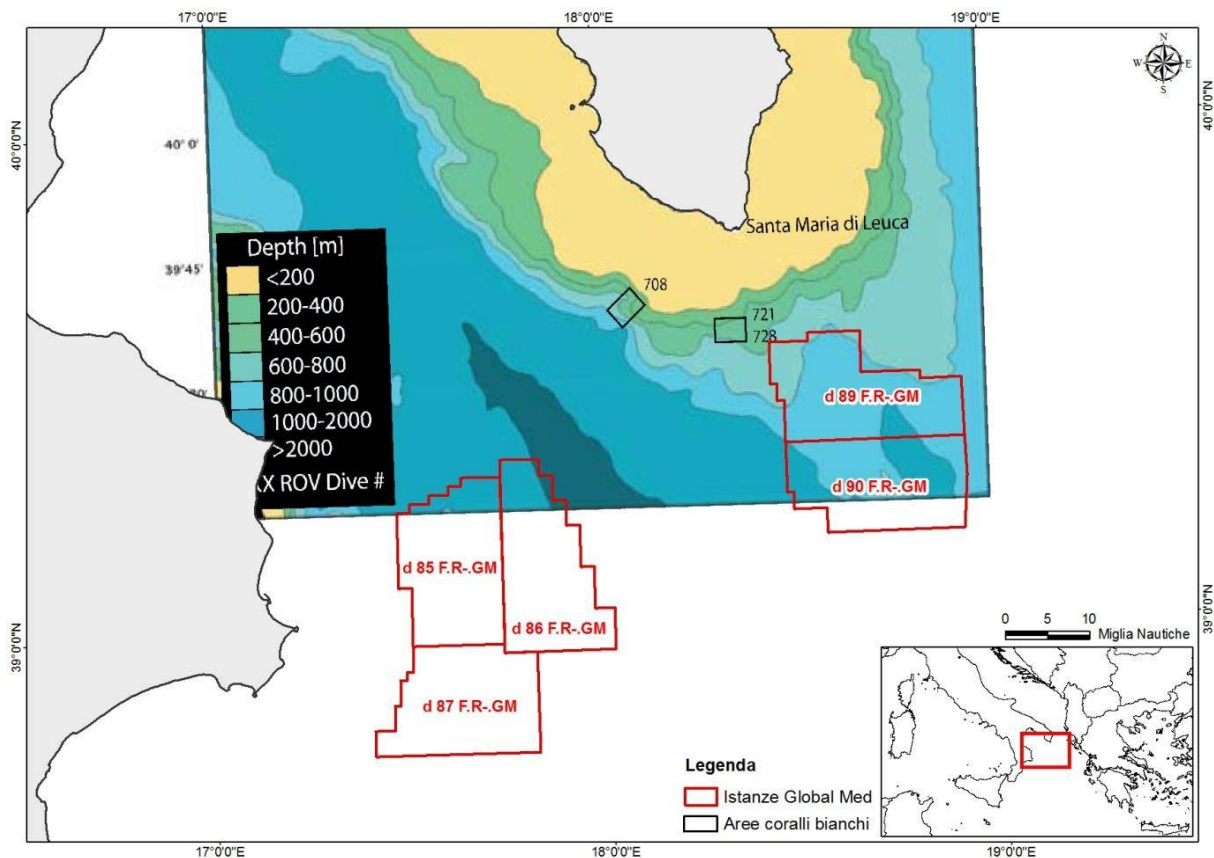 17°0'0"E
18°0'0"E
19°0'0"E
N
W E
S
40°0'0"N
40°0'0"N
40° 0'
Santa Maria di Leuca
Depth [m]
39°45'
<200
200-400
400-600
600-800
800-1000
1000-2000
>2000
X ROV Dive #
708
721
728
d 89 F.R-.GM
d 90 F.R-.GM
d 85 F.R-.GM
d 86 F.R-.GM
d 87 F.R-.GM
39°0'0"N
39°0'0"N
0 5 10
Miglia Nautiche
Legenda
Istanze Global Med
Aree coralli bianchi
17°0'0"E
18°0'0"E
19°0'0"E